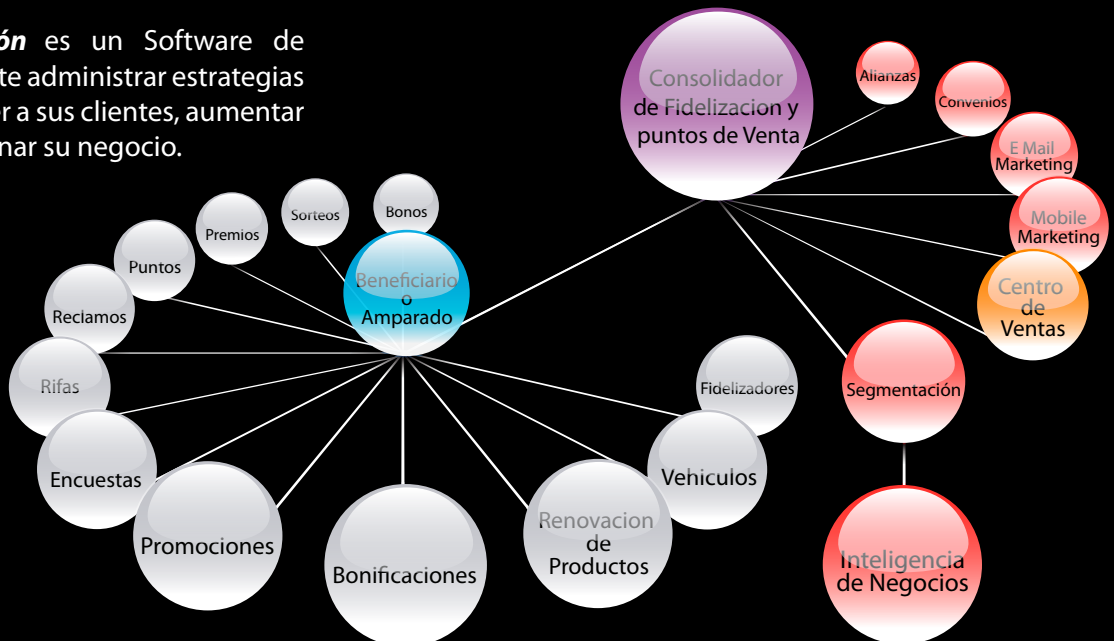 ón es un Software de
te administrar estrategias
er a sus clientes, aumentar
nar su negocio.
Consolidador
de Fidelizacion y
puntos de Venta
Alianzas
Convenios
E Mail
Marketing
Mobile
Marketing
Centro
de
Ventas
Segmentación
Inteligencia
de Negocios
Bonos
Sorteos
Premios
Puntos
Reclamos
Rifas
Encuestas
Promociones
Bonificaciones
Renovacion
de
Productos
Vehiculos
Fidelizadores
Beneficiario
o
Amparado